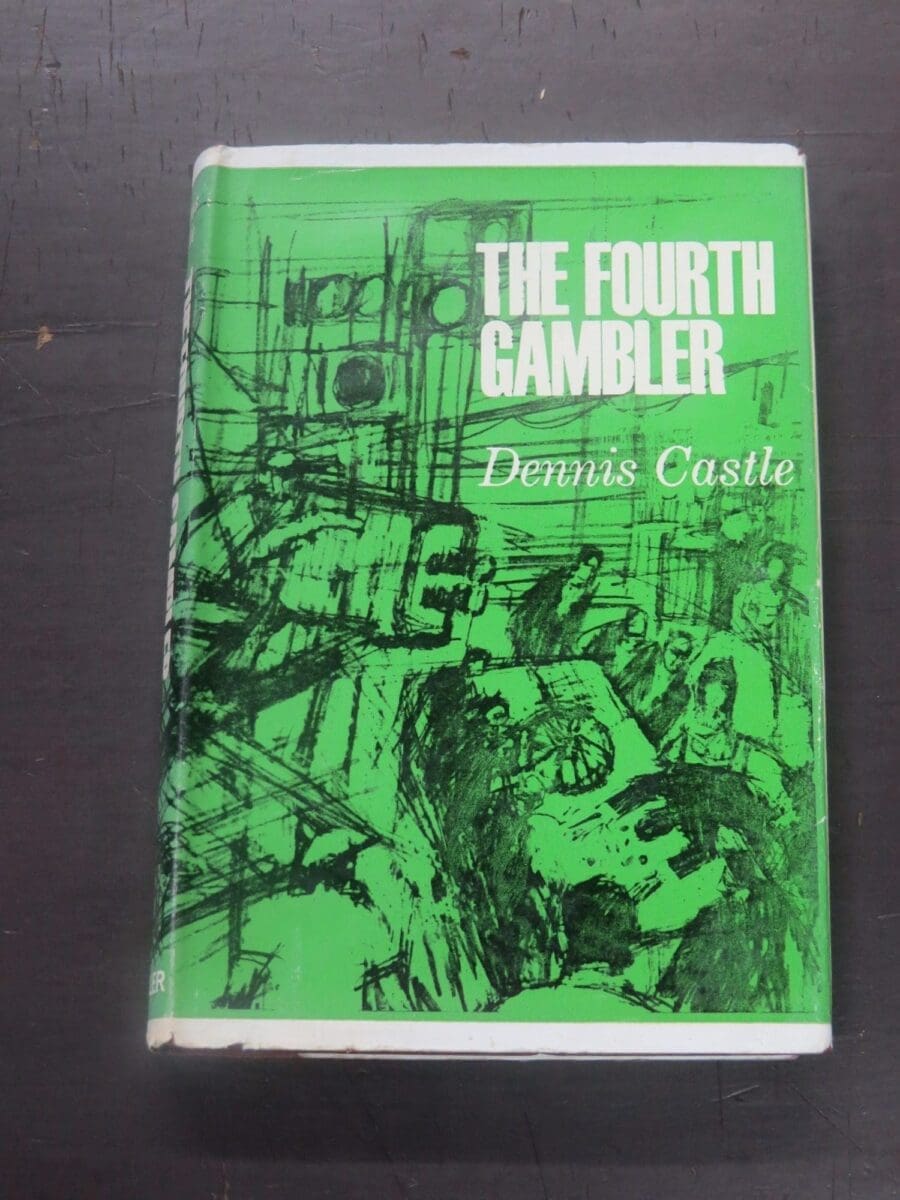 THE FOURTH
GAMBLER
Dennis Castle